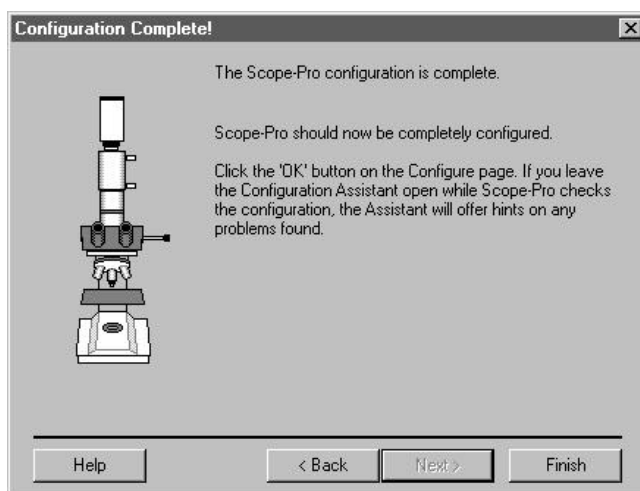 Configuration Complete!
The Scope-Pro configuration is complete.
Scope-Pro should now be completely configured.
Click the 'OK' button on the Configure page. If you leave
the Configuration Assistant open while Scope-Pro checks
the configuration, the Assistant will offer hints on any
problems found.
Help
< Back
Next >
Finish